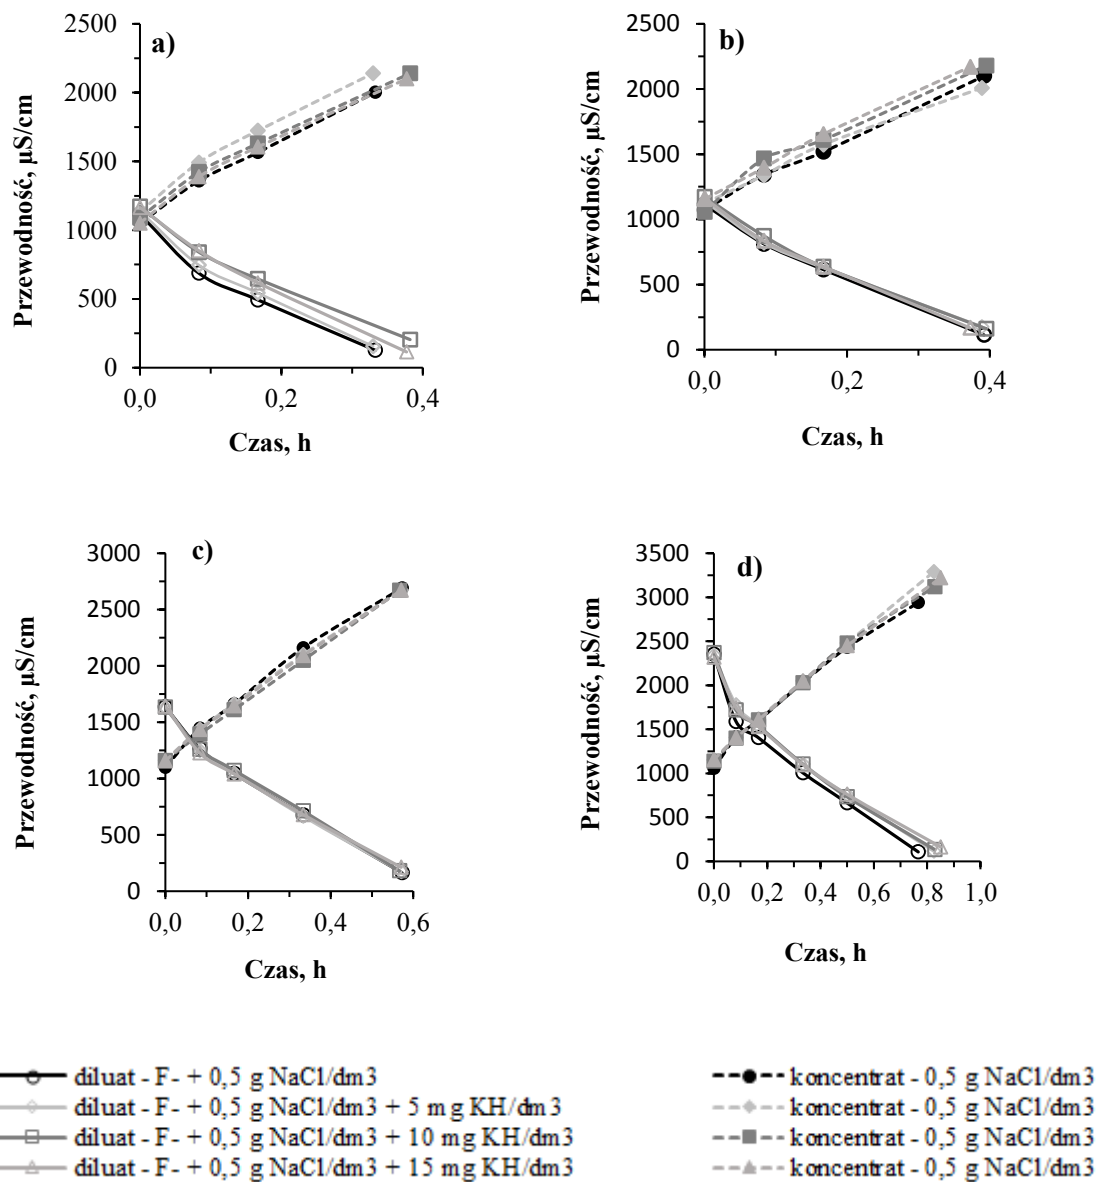 a)
2500
2000
1500
1000
500
0
0,0 0,2 0,4
Przewodność, µS/cm
Czas, h
b)
2500
2000
1500
1000
500
0
0,0 0,2 0,4
Przewodność, µS/cm
Czas, h
c)
3000
2500
2000
1500
1000
500
0
0,0 0,2 0,4 0,6
Przewodność, µS/cm
Czas, h
d)
3500
3000
2500
2000
1500
1000
500
0
0,0 0,2 0,4 0,6 0,8 1,0
Przewodność, µS/cm
Czas, h
diluat - F- + 0,5 g NaCl/dm3
diluat - F- + 0,5 g NaCl/dm3 + 5 mg KH/dm3
diluat - F- + 0,5 g NaCl/dm3 + 10 mg KH/dm3
diluat - F- + 0,5 g NaCl/dm3 + 15 mg KH/dm3
koncentrat - 0,5 g NaCl/dm3
koncentrat - 0,5 g NaCl/dm3
koncentrat - 0,5 g NaCl/dm3
koncentrat - 0,5 g NaCl/dm3